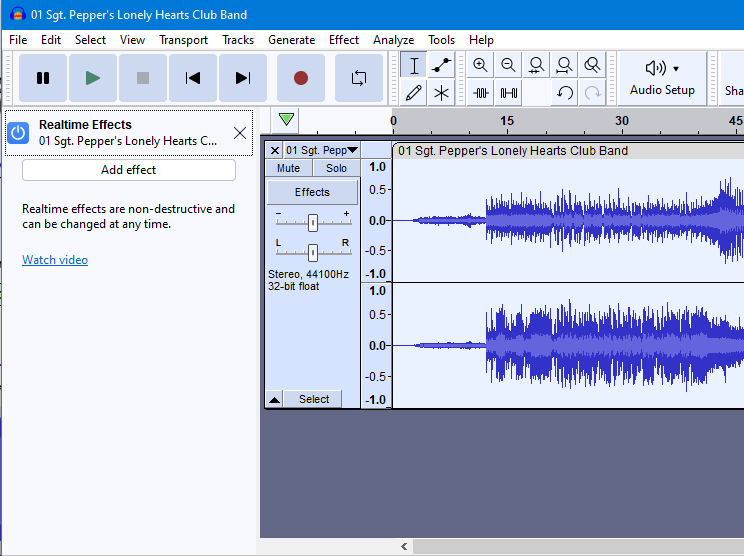 01 Sgt. Pepper's Lonely Hearts Club Band
File Edit Select View Transport Tracks Generate Effect Analyze Tools Help
Audio Setup
Sha
Realtime Effects
01 Sgt. Pepper's Lonely Hearts C...
Add effect
Realtime effects are non-destructive and
can be changed at any time.
Watch video
0 15 30 45
01 Sgt. Pepp
01 Sgt. Pepper's Lonely Hearts Club Band
Mute Solo
Effects
- +
L R
Stereo, 44100Hz
32-bit float
Select
1.0
0.5-
0.0-
-0.5-
-1.0
1.0
0.5-
0.0-
-0.5-
-1.0